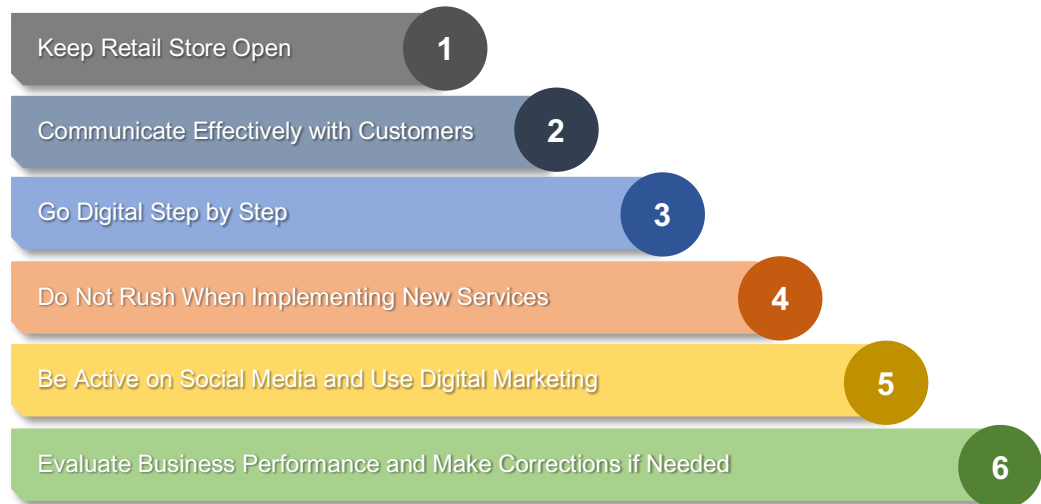 Keep Retail Store Open 1
Communicate Effectively with Customers 2
Go Digital Step by Step 3
Do Not Rush When Implementing New Services 4
Be Active on Social Media and Use Digital Marketing 5
Evaluate Business Performance and Make Corrections if Needed 6